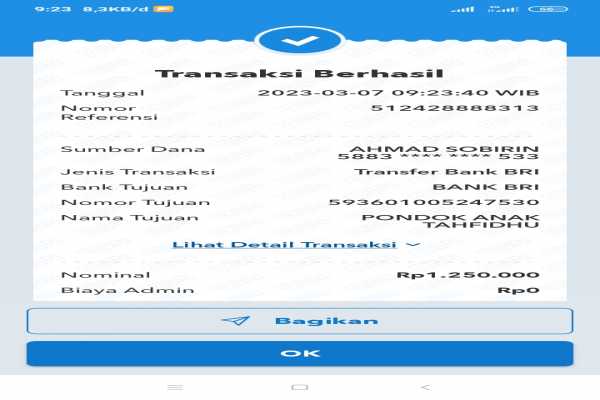 9:23 8,3KB/d
Transaksi Berhasil
Tanggal 2023-03-07 09:23:40 WIB
Nomor Referensi 512428888313
Sumber Dana AHMAD SOBIRIN
5883 **** **** 533
Jenis Transaksi Transfer Bank BRI
Bank Tujuan BANK BRI
Nomor Tujuan 593601005247530
Nama Tujuan PONDOK ANAK
TAHFIDHU
Lihat Detail Transaksi
Nominal Rp1.250.000
Biaya Admin Rp0
Bagikan
OK